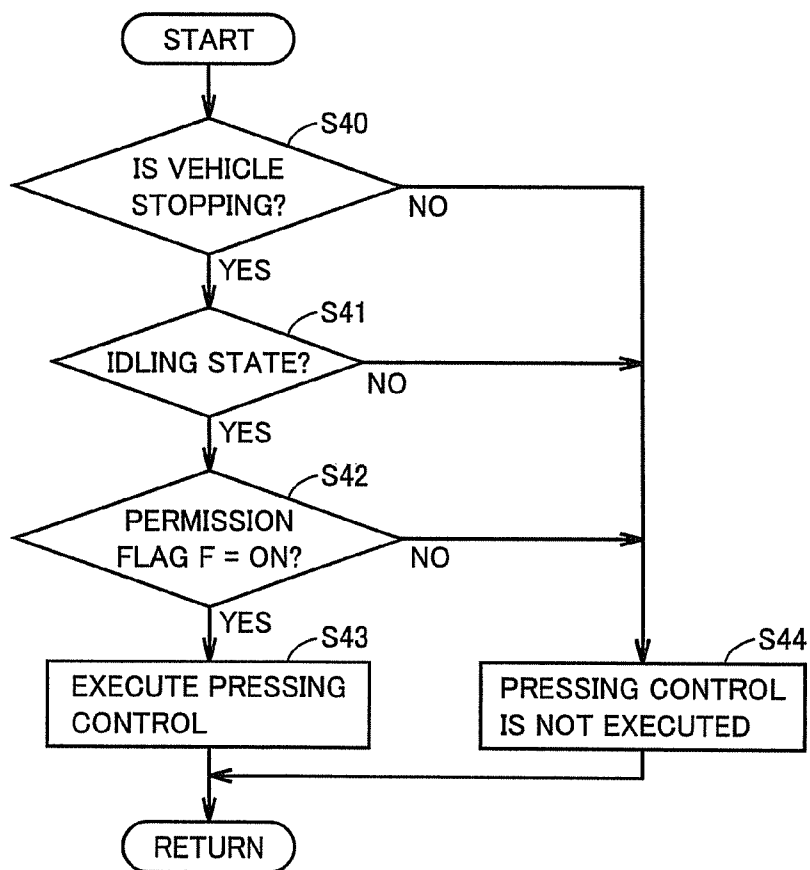 START
S40
IS VEHICLE
STOPPING?
NO
YES
S41
IDLING STATE?
NO
YES
S42
PERMISSION
FLAG F = ON?
NO
YES
S43
EXECUTE PRESSING
CONTROL
S44
PRESSING CONTROL
IS NOT EXECUTED
RETURN